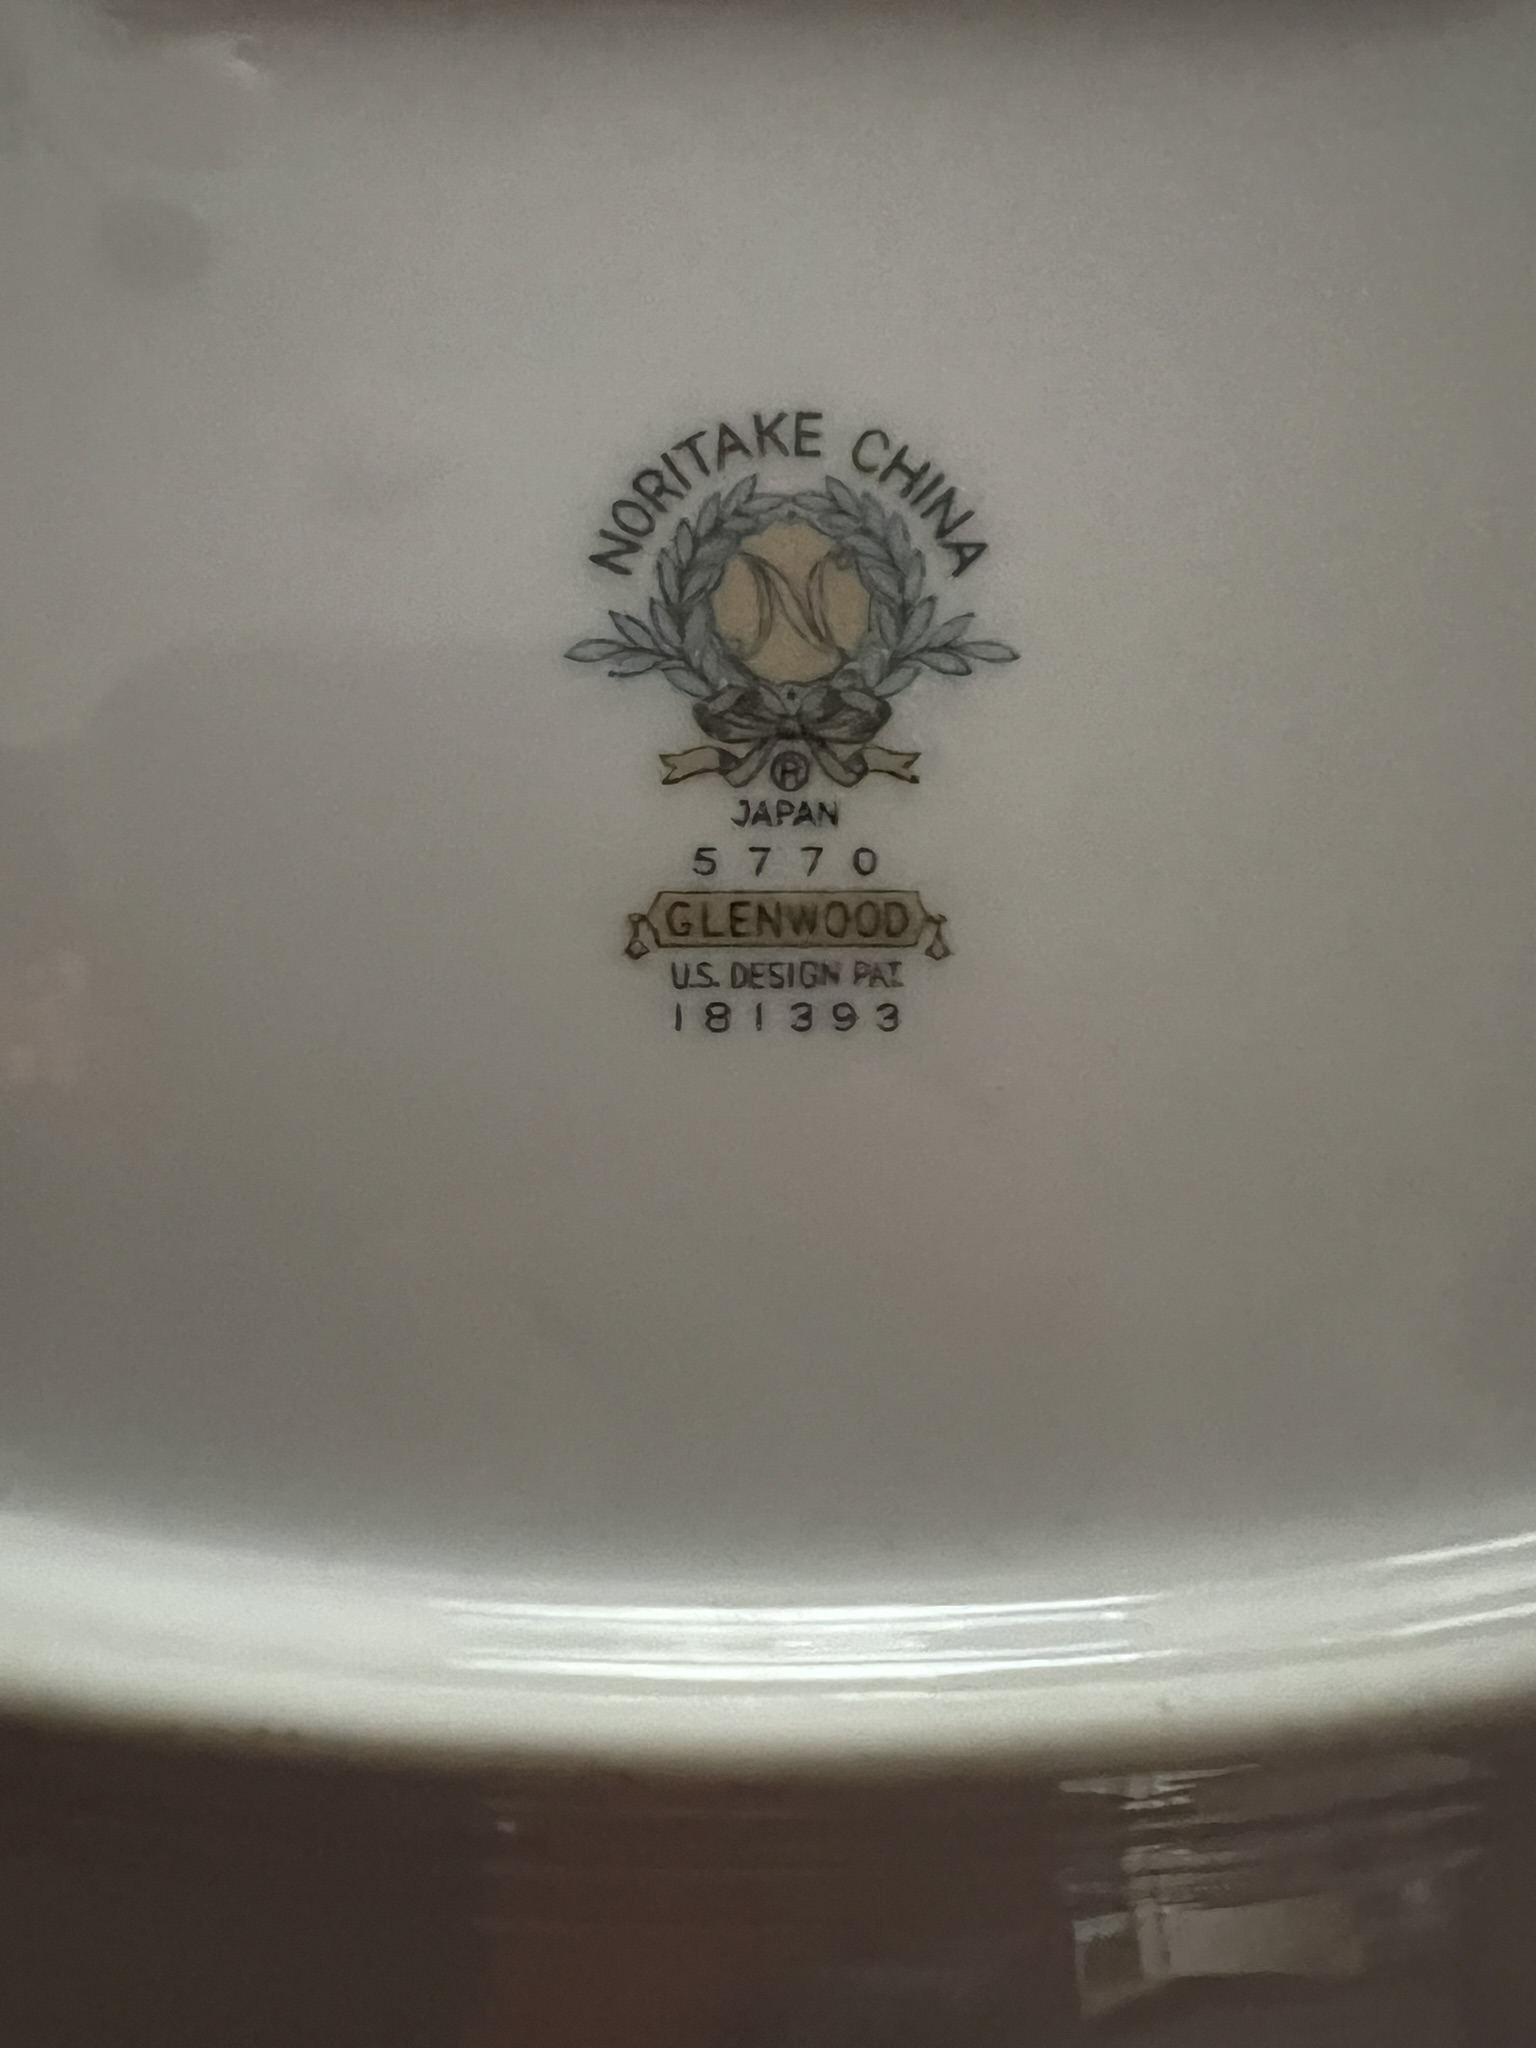 NORITAKE CHINA
N
®
JAPAN
5770
GLENWOOD
U.S. DESIGN PAT
181393